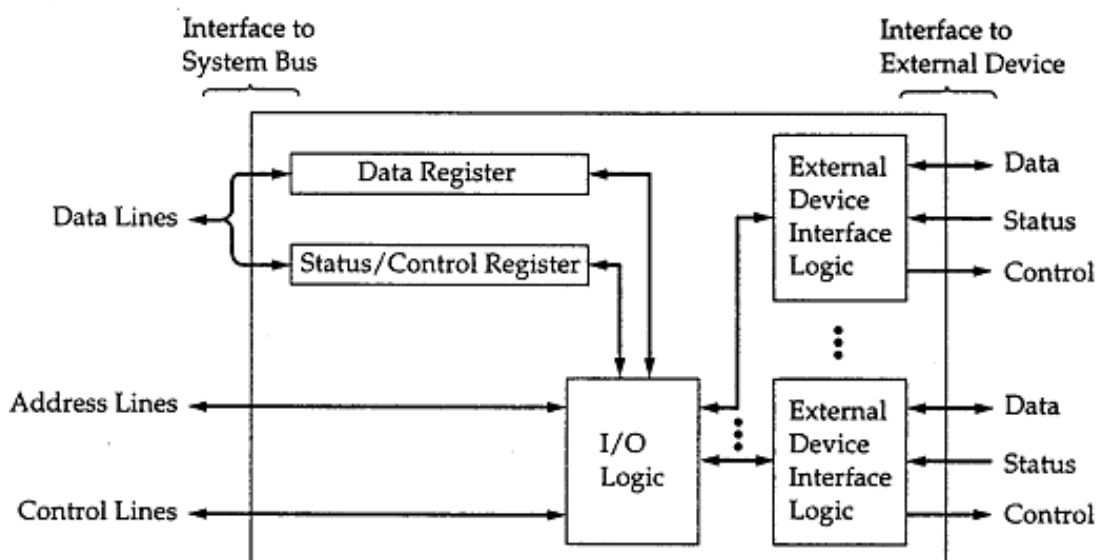 Interface to
System Bus
Interface to
External Device
Data Register
External
Device
Interface
Logic
Data
Status
Control
Data Lines
Status/Control Register
Address Lines
I/O
Logic
External
Device
Interface
Logic
Data
Status
Control
Control Lines